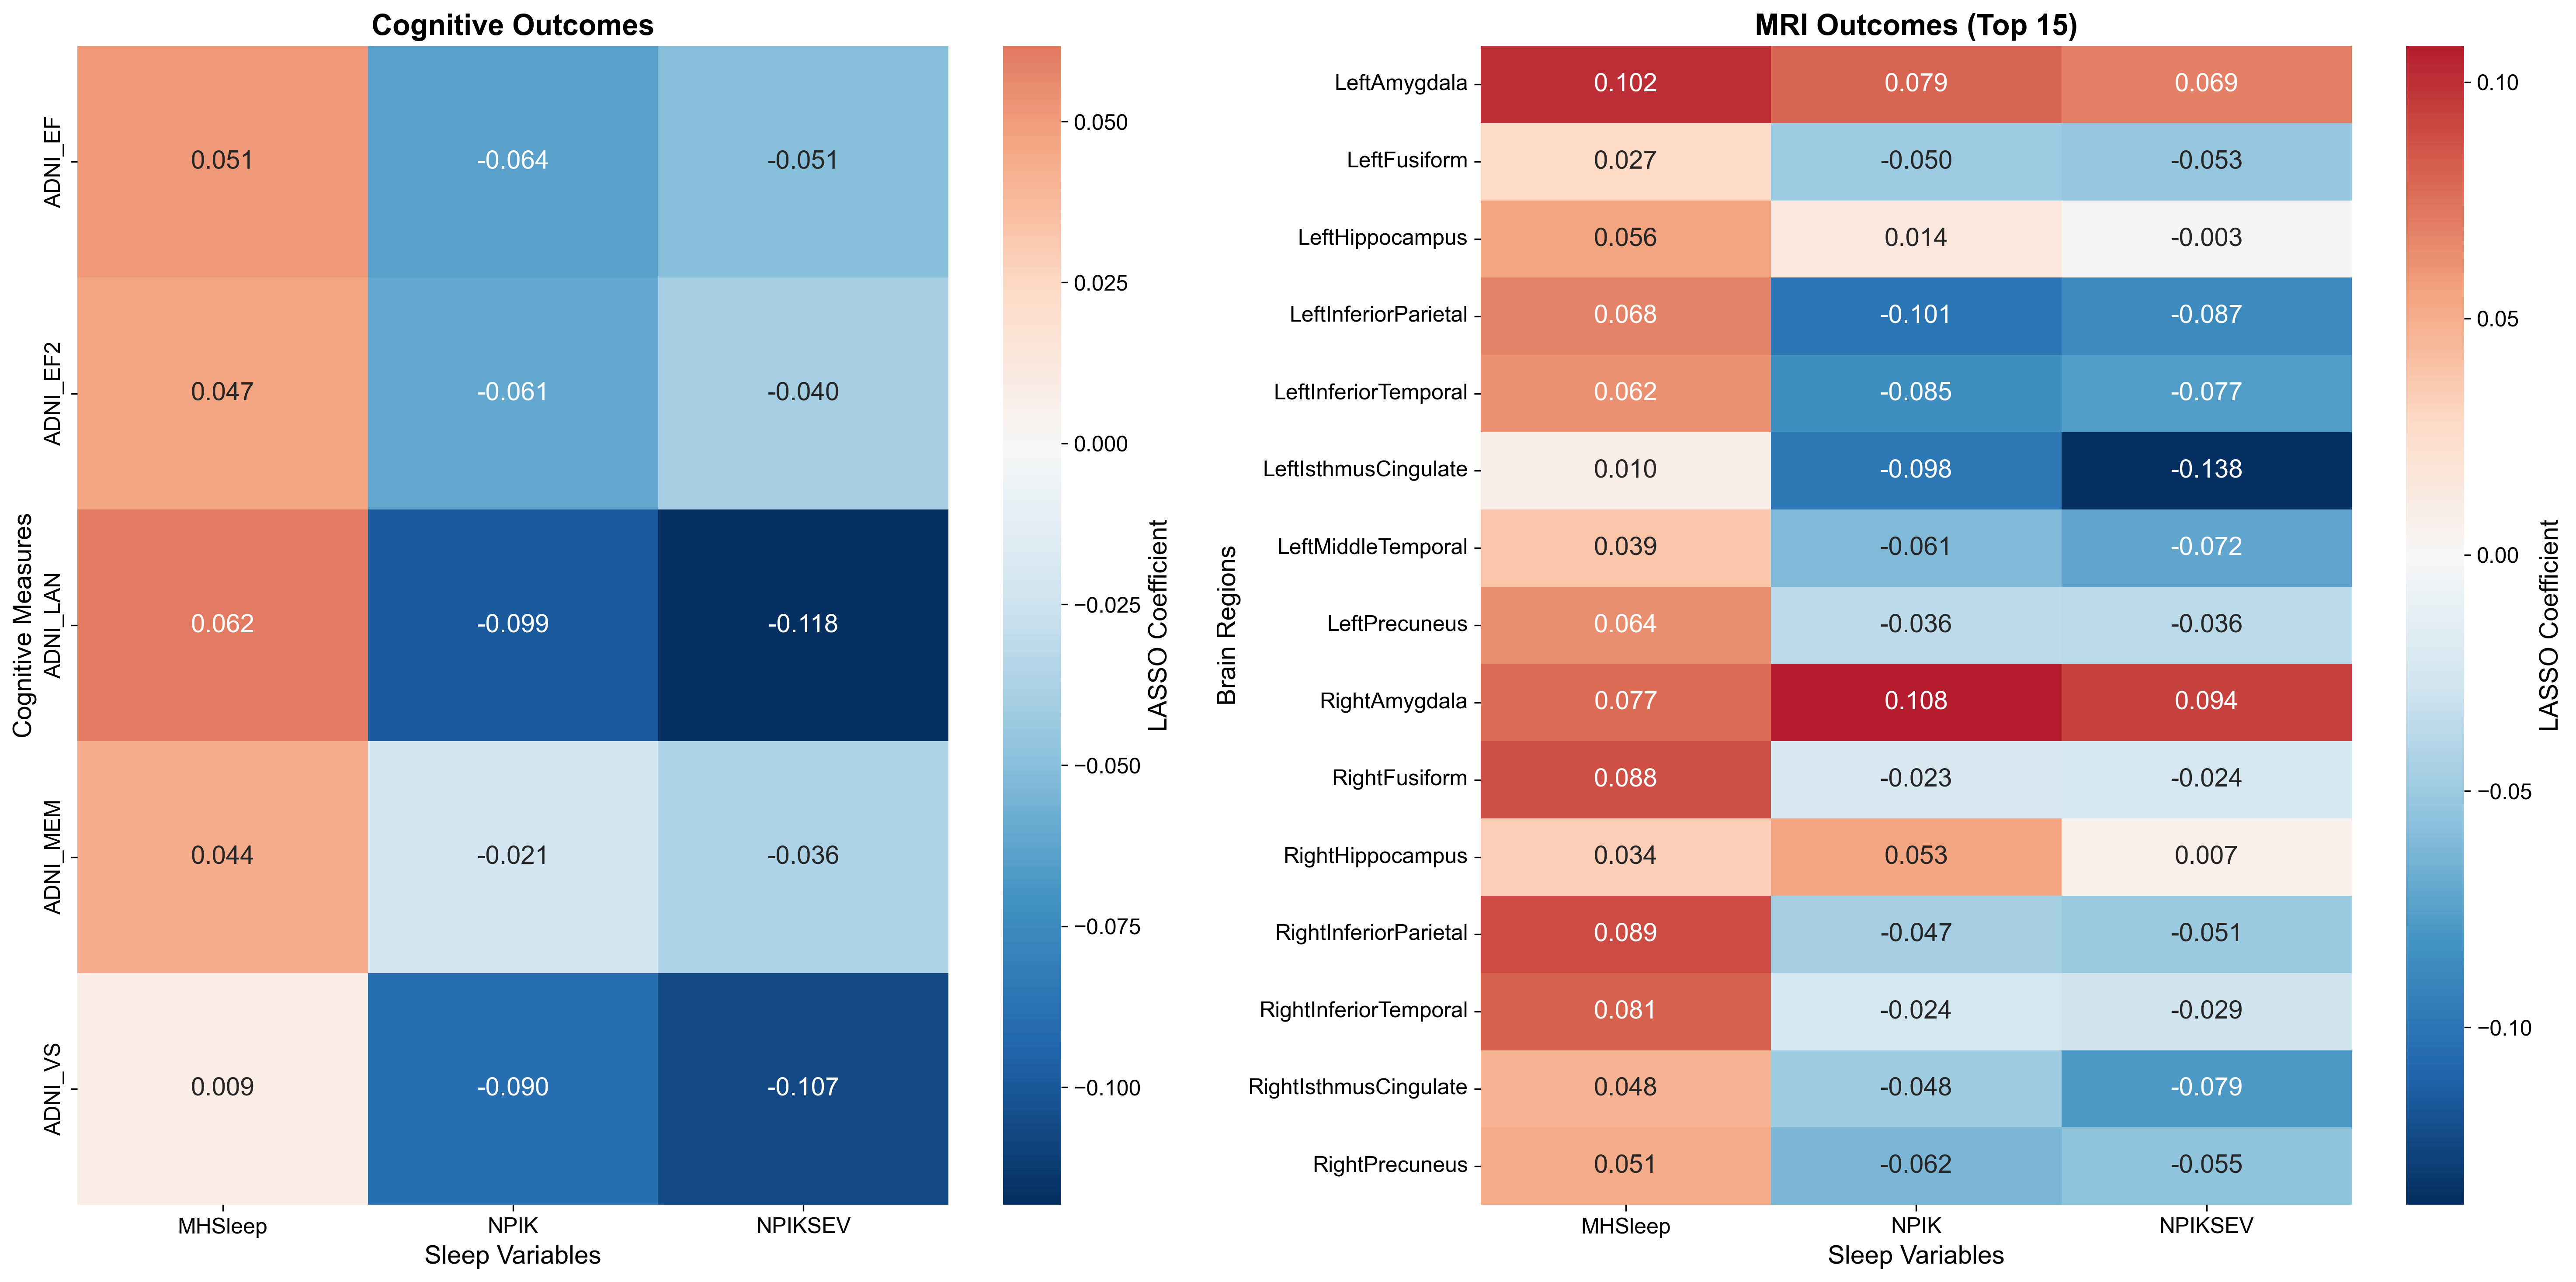 Cognitive Outcomes
Cognitive Measures
ADNI_EF
0.051 -0.064 -0.051
ADNI_EF2
0.047 -0.061 -0.040
ADNI_LAN
0.062 -0.099 -0.118
ADNI_MEM
0.044 -0.021 -0.036
ADNI_VS
0.009 -0.090 -0.107
MHSleep NPIK NPIKSEV
Sleep Variables
0.050
0.025
0.000
−0.025
−0.050
−0.075
−0.100
LASSO Coefficient
MRI Outcomes (Top 15)
Brain Regions
LeftAmygdala 0.102 0.079 0.069
LeftFusiform 0.027 -0.050 -0.053
LeftHippocampus 0.056 0.014 -0.003
LeftInferiorParietal 0.068 -0.101 -0.087
LeftInferiorTemporal 0.062 -0.085 -0.077
LeftIsthmusCingulate 0.010 -0.098 -0.138
LeftMiddleTemporal 0.039 -0.061 -0.072
LeftPrecuneus 0.064 -0.036 -0.036
RightAmygdala 0.077 0.108 0.094
RightFusiform 0.088 -0.023 -0.024
RightHippocampus 0.034 0.053 0.007
RightInferiorParietal 0.089 -0.047 -0.051
RightInferiorTemporal 0.081 -0.024 -0.029
RightIsthmusCingulate 0.048 -0.048 -0.079
RightPrecuneus 0.051 -0.062 -0.055
MHSleep NPIK NPIKSEV
Sleep Variables
0.10
0.05
0.00
−0.05
−0.10
LASSO Coefficient